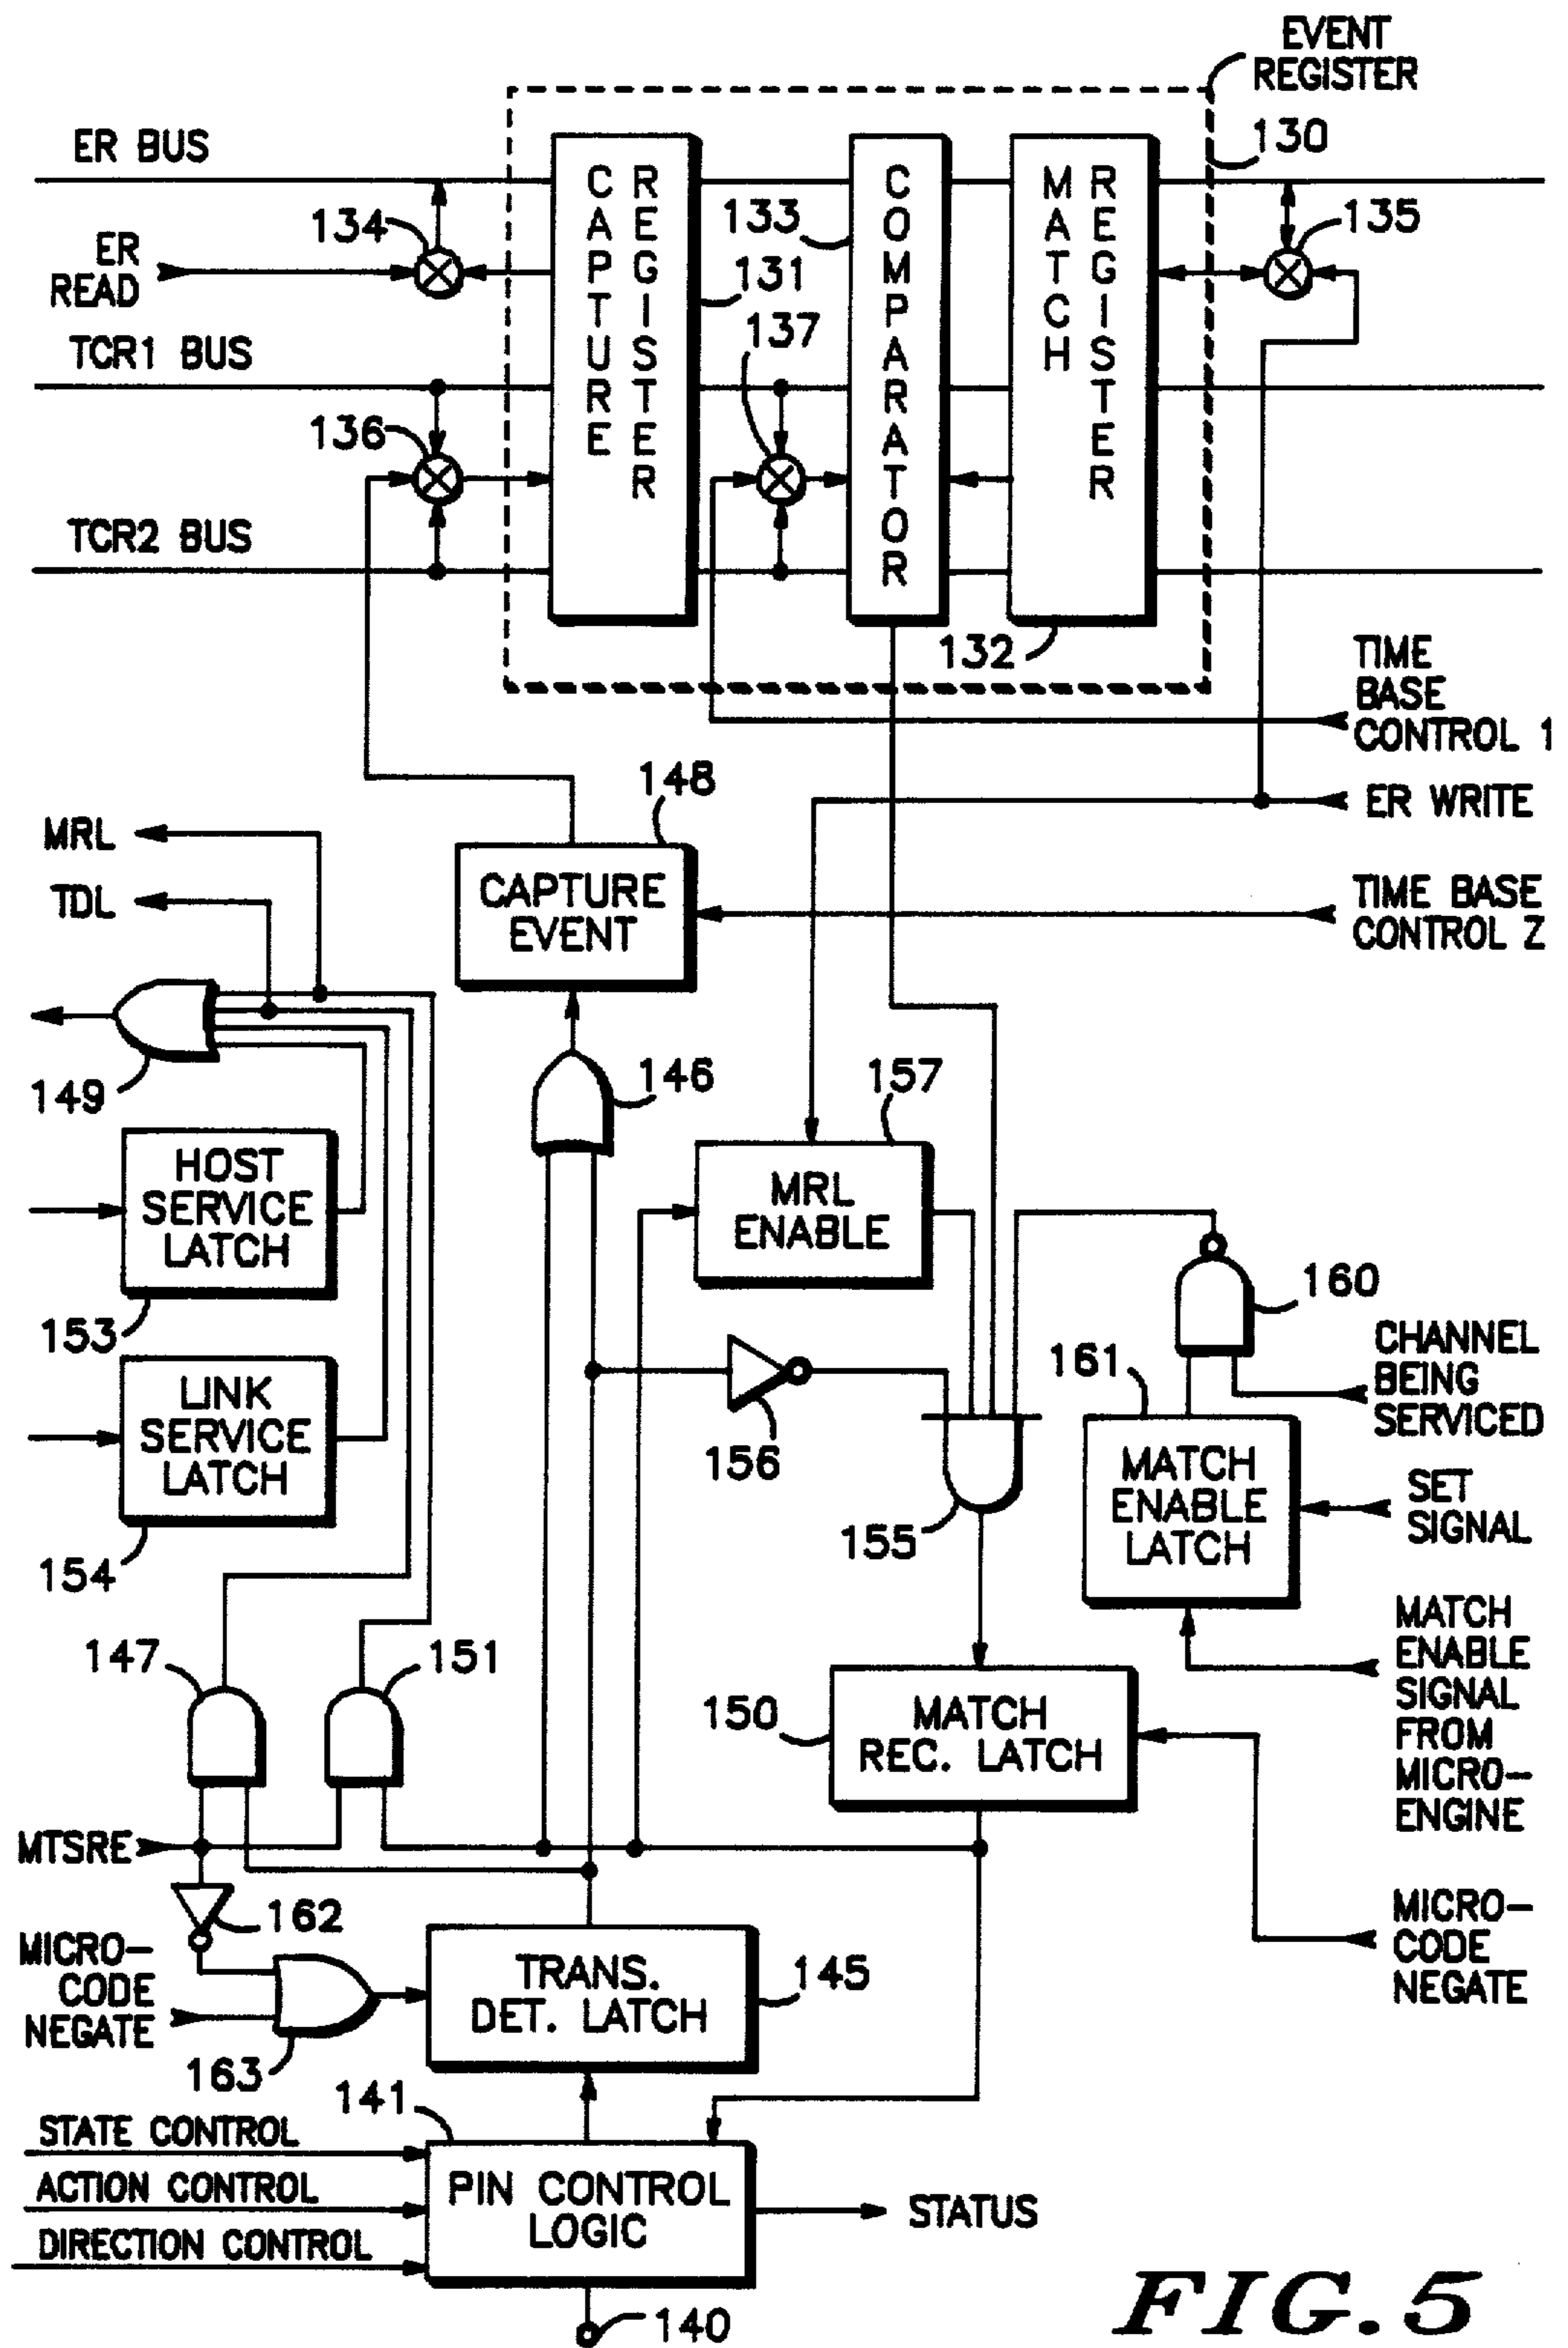 EVENT
REGISTER
130
ER BUS
CAPTURE
REGISTER
COMPARATOR
MATCH
REGISTER
134
133
135
ER
READ
131
137
TCR1 BUS
136
TCR2 BUS
132
TIME
BASE
CONTROL 1
148
ER WRITE
MRL
CAPTURE
EVENT
TIME BASE
CONTROL Z
TDL
149
146
157
HOST
SERVICE
LATCH
MRL
ENABLE
160
153
CHANNEL
BEING
SERVICED
161
LINK
SERVICE
LATCH
156
MATCH
ENABLE
LATCH
SET
SIGNAL
155
154
MATCH
ENABLE
SIGNAL
FROM
MICRO-
ENGINE
147
151
150
MATCH
REC. LATCH
MTSRE
162
MICRO-
CODE
NEGATE
MICRO-
CODE
NEGATE
TRANS.
DET. LATCH
145
163
141
STATE CONTROL
ACTION CONTROL
DIRECTION CONTROL
PIN CONTROL
LOGIC
STATUS
140
FIG.5